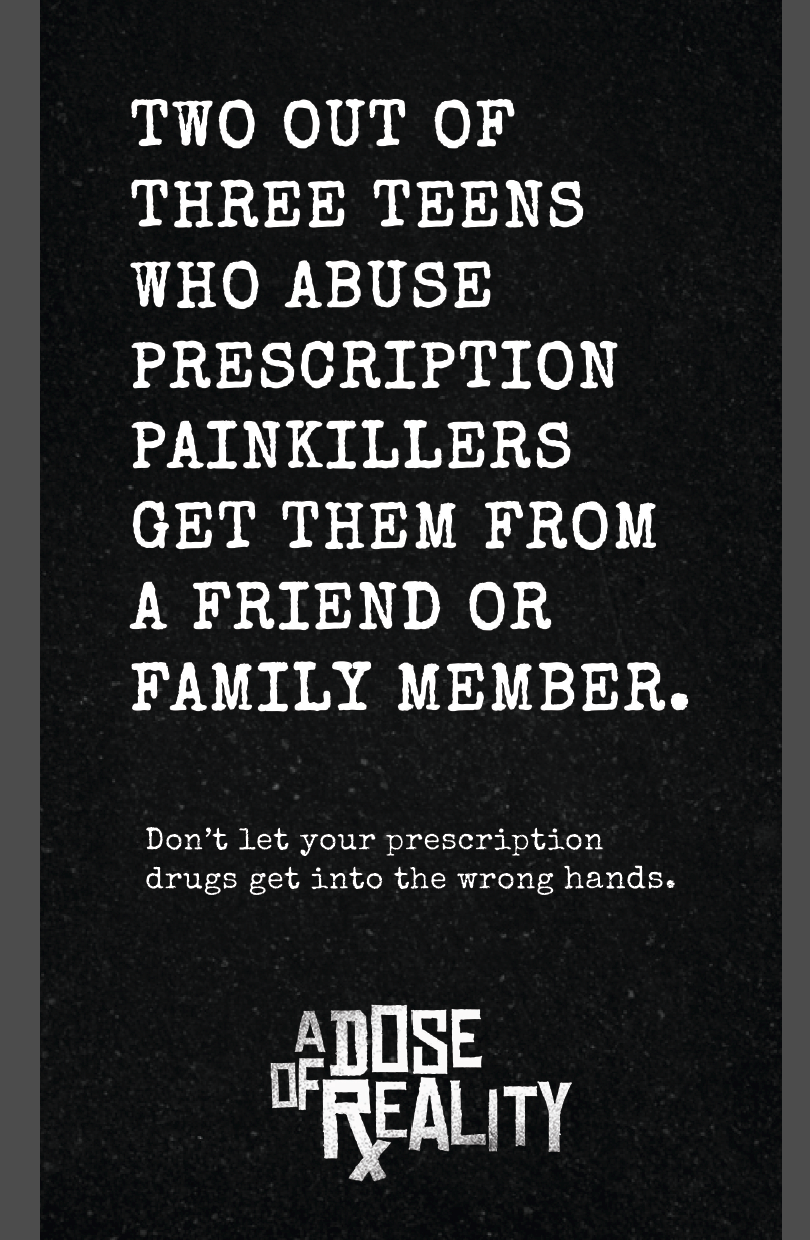 TWO OUT OF
THREE TEENS
WHO ABUSE
PRESCRIPTION
PAINKILLERS
GET THEM FROM
A FRIEND OR
FAMILY MEMBER.
Don't let your prescription
drugs get into the wrong hands.
A DOSE
OF REALITY